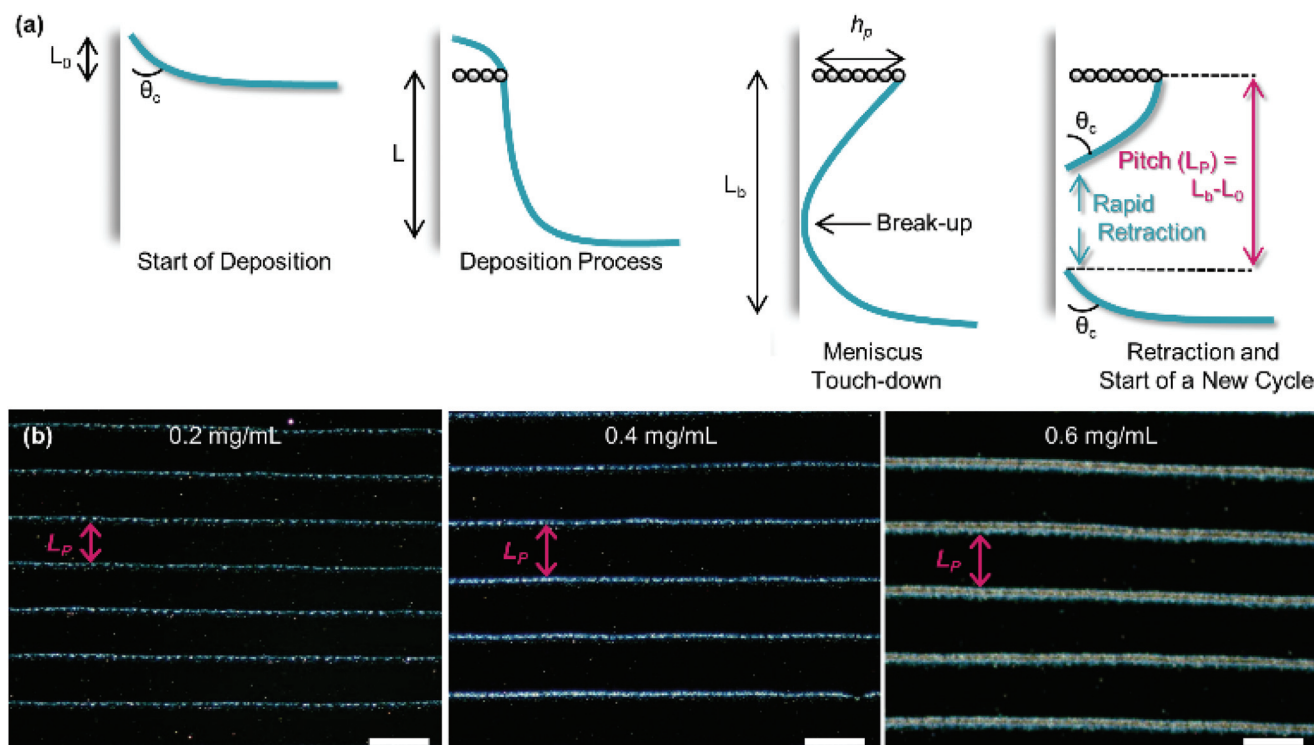 (a)
L₀
θc
Start of Deposition
L
Deposition Process
hp
Lb
Break-up
Meniscus
Touch-down
θc
Pitch (LP) =
Lb-L₀
Rapid
Retraction
θc
Retraction and
Start of a New Cycle
(b)
0.2 mg/mL
LP
0.4 mg/mL
LP
0.6 mg/mL
LP